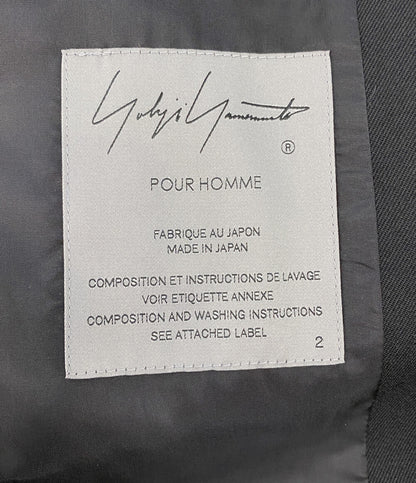 Yohji Yamamoto
®
POUR HOMME
FABRIQUE AU JAPON
MADE IN JAPAN
COMPOSITION ET INSTRUCTIONS DE LAVAGE
VOIR ETIQUETTE ANNEXE
COMPOSITION AND WASHING INSTRUCTIONS
SEE ATTACHED LABEL
2